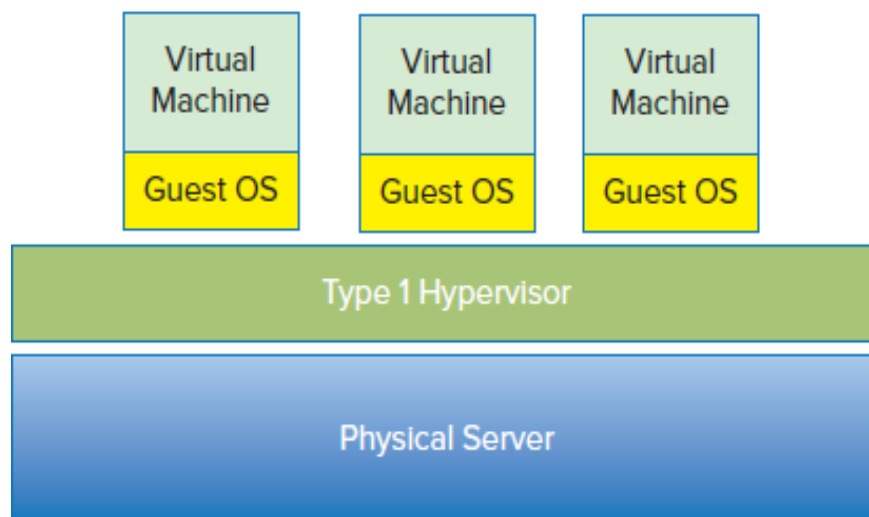 Virtual
Machine
Virtual
Machine
Virtual
Machine
Guest OS
Guest OS
Guest OS
Type 1 Hypervisor
Physical Server